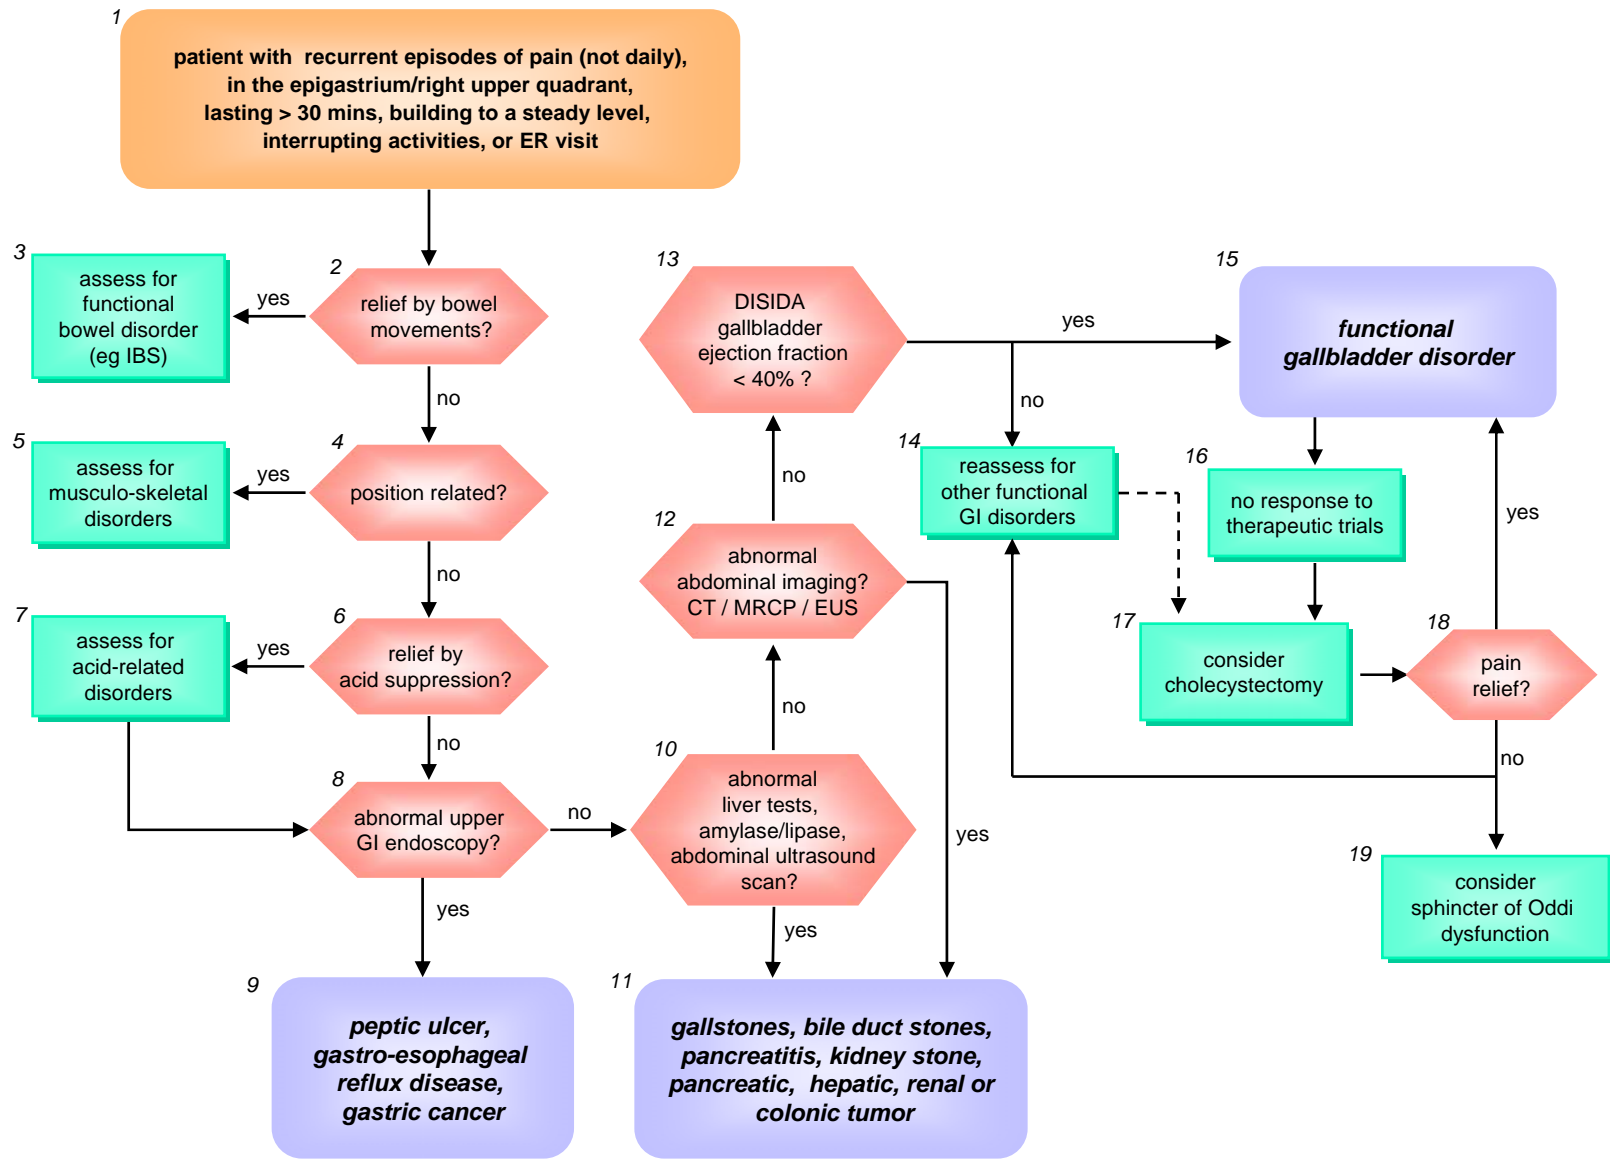 1
patient with recurrent episodes of pain (not daily),
in the epigastrium/right upper quadrant,
lasting > 30 mins, building to a steady level,
interrupting activities, or ER visit
2
relief by bowel
movements?
yes
no
3
assess for
functional
bowel disorder
(eg IBS)
4
position related?
yes
no
5
assess for
musculo-skeletal
disorders
6
relief by
acid suppression?
yes
no
7
assess for
acid-related
disorders
8
abnormal upper
GI endoscopy?
no
yes
9
peptic ulcer,
gastro-esophageal
reflux disease,
gastric cancer
10
abnormal
liver tests,
amylase/lipase,
abdominal ultrasound
scan?
no
yes
11
gallstones, bile duct stones,
pancreatitis, kidney stone,
pancreatic, hepatic, renal or
colonic tumor
12
abnormal
abdominal imaging?
CT / MRCP / EUS
no
yes
13
DISIDA
gallbladder
ejection fraction
< 40% ?
yes
no
14
reassess for
other functional
GI disorders
15
functional
gallbladder disorder
16
no response to
therapeutic trials
17
consider
cholecystectomy
18
pain
relief?
yes
no
19
consider
sphincter of Oddi
dysfunction